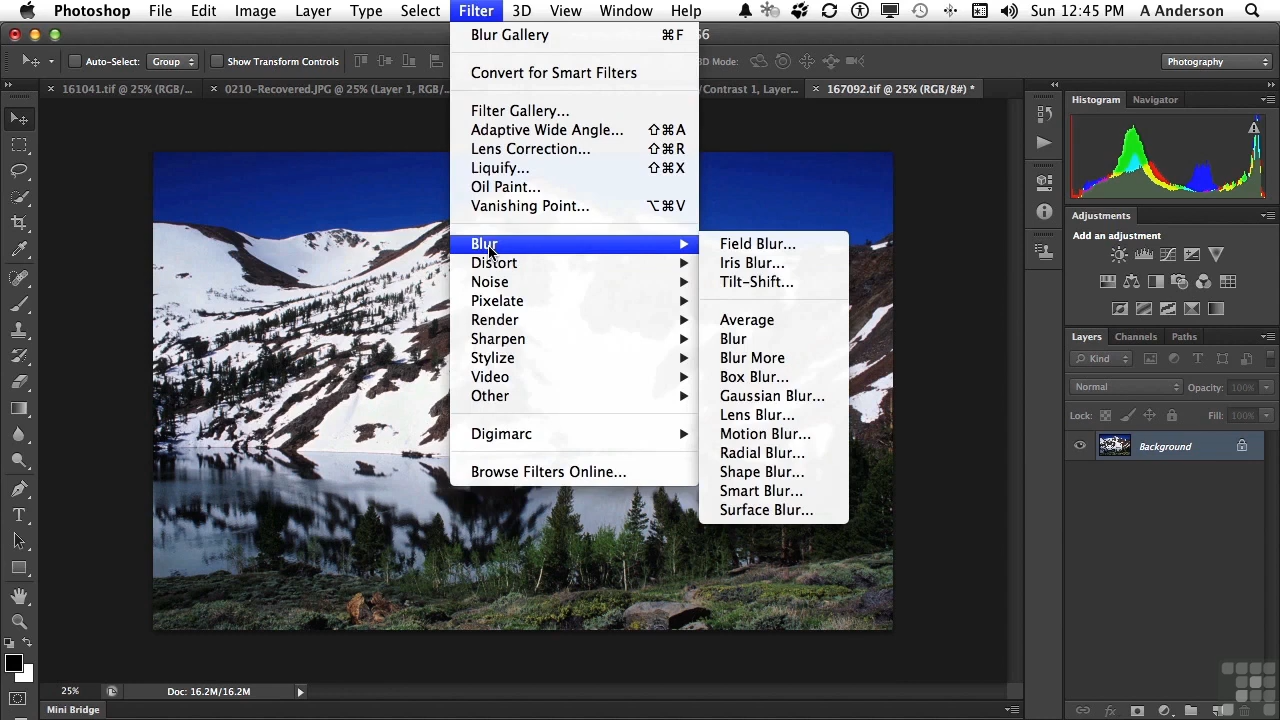 Photoshop File Edit Image Layer Type Select Filter 3D View Window Help Sun 12:45 PM A Anderson
Auto-Select: Group Show Transform Controls 3D Mode: Photography
161041.tif @ 25% (RGB/... 0210-Recovered.JPG @ 25% (Layer 1, RGB/... /Contrast 1, Layer... 167092.tif @ 25% (RGB/8#) *
Blur Gallery ⌘F
Convert for Smart Filters
Filter Gallery...
Adaptive Wide Angle... ⇧⌘A
Lens Correction... ⇧⌘R
Liquify... ⇧⌘X
Oil Paint...
Vanishing Point... ⌥⌘V
Blur
Distort
Noise
Pixelate
Render
Sharpen
Stylize
Video
Other
Digimarc
Browse Filters Online...
Field Blur...
Iris Blur...
Tilt-Shift...
Average
Blur
Blur More
Box Blur...
Gaussian Blur...
Lens Blur...
Motion Blur...
Radial Blur...
Shape Blur...
Smart Blur...
Surface Blur...
Histogram Navigator
Adjustments
Add an adjustment
Layers Channels Paths
Kind
Normal Opacity: 100%
Lock: Fill: 100%
Background
25% Doc: 16.2M/16.2M
Mini Bridge